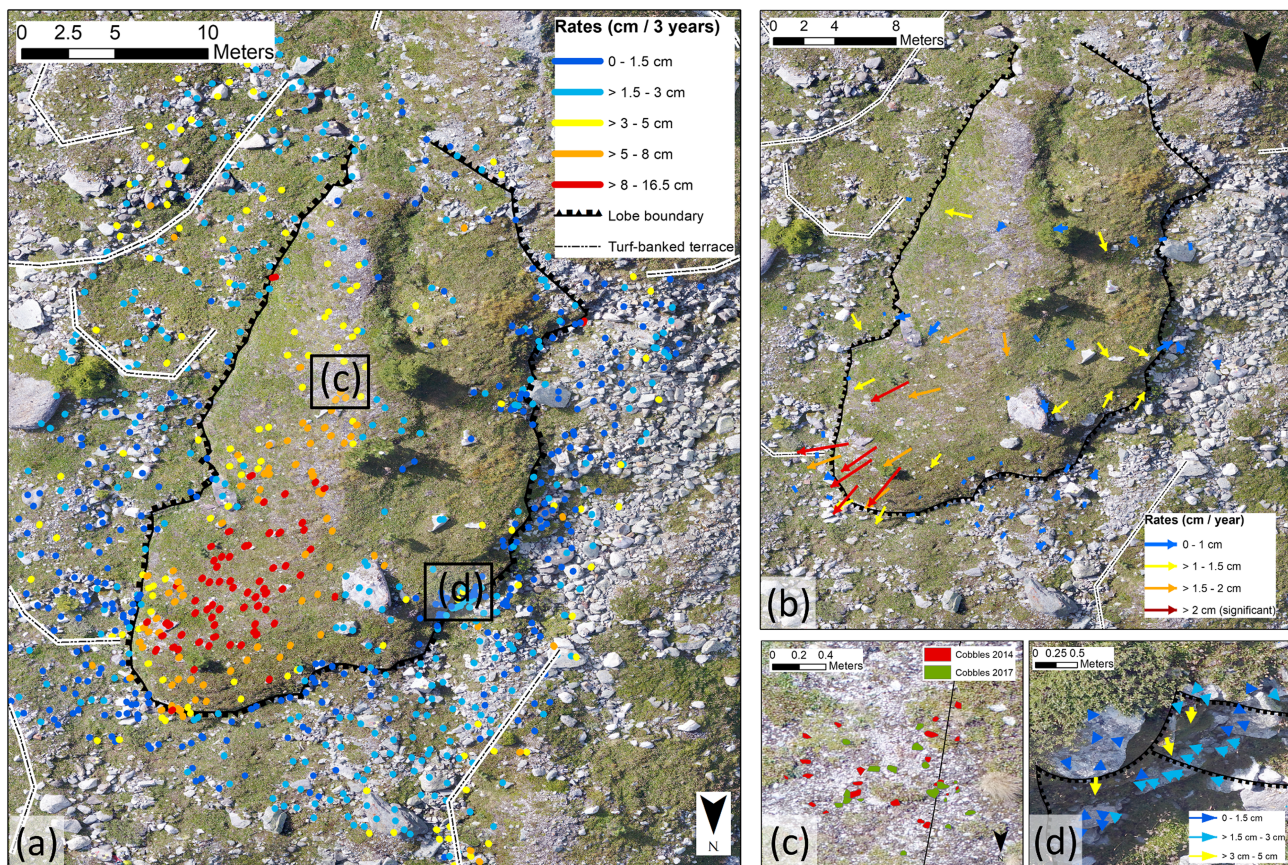 0 2.5 5 10
Meters
Rates (cm / 3 years)
0 - 1.5 cm
> 1.5 - 3 cm
> 3 - 5 cm
> 5 - 8 cm
> 8 - 16.5 cm
Lobe boundary
Turf-banked terrace
(c)
(d)
(a)
N
0 2 4 8
Meters
Rates (cm / year)
0 - 1 cm
> 1 - 1.5 cm
> 1.5 - 2 cm
> 2 cm (significant)
(b)
0 0.2 0.4
Meters
Cobbles 2014
Cobbles 2017
(c)
0 0.25 0.5
Meters
0 - 1.5 cm
> 1.5 cm - 3 cm
> 3 cm - 5 cm
(d)